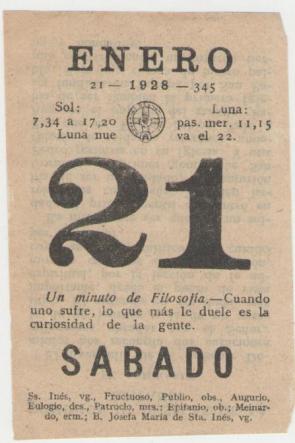 ENERO
21 — 1928 — 345
Sol: Luna:
7,34 a 17,20 pas. mer. 11,15
Luna nue va el 22.
21
Un minuto de Filosofía.—Cuando
uno sufre, lo que más le duele es la
curiosidad de la gente.
SABADO
Ss. Inés, vg., Fructuoso, Publio, obs., Augurio,
Eulogio, dcs., Patroclo, mrs.; Epifanio, ob.; Meinar-
do, erm.; B. Josefa María de Sta. Inés, vg.